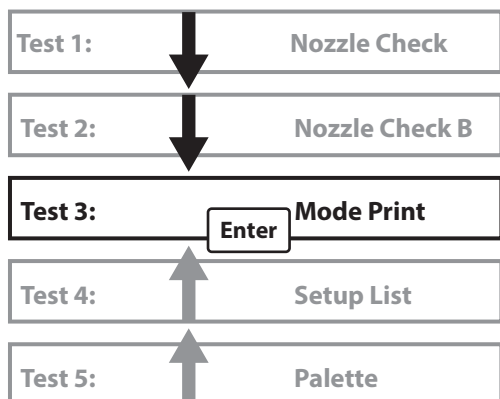 Test 1: Nozzle Check
Test 2: Nozzle Check B
Test 3: Mode Print
Enter
Test 4: Setup List
Test 5: Palette